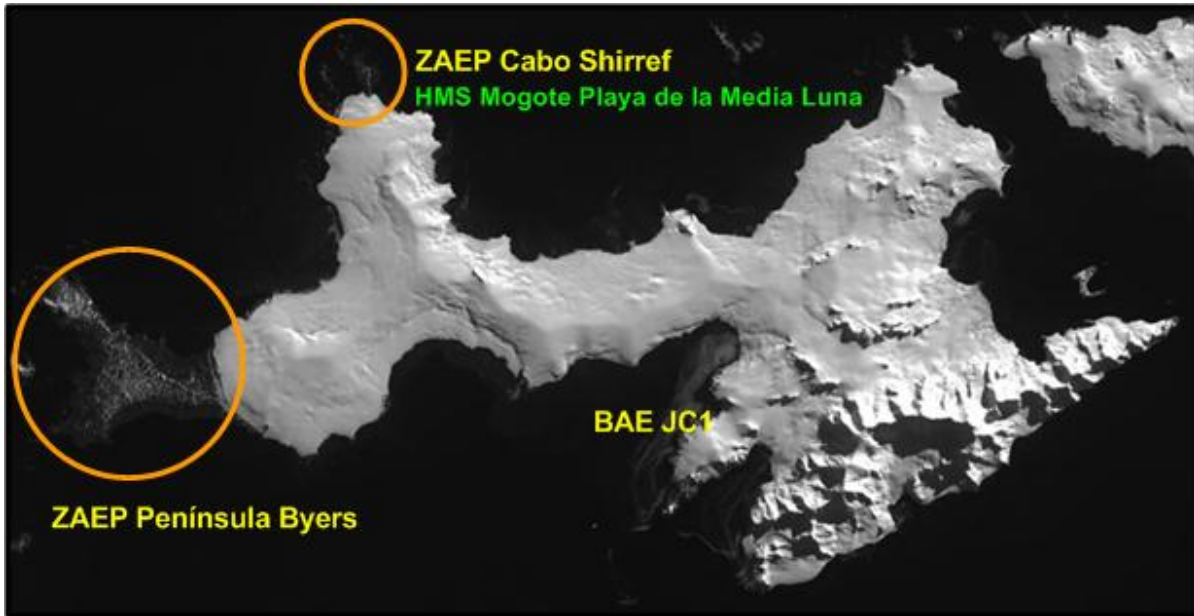 ZAEP Cabo Shirref
HMS Mogote Playa de la Media Luna
BAE JC1
ZAEP Península Byers